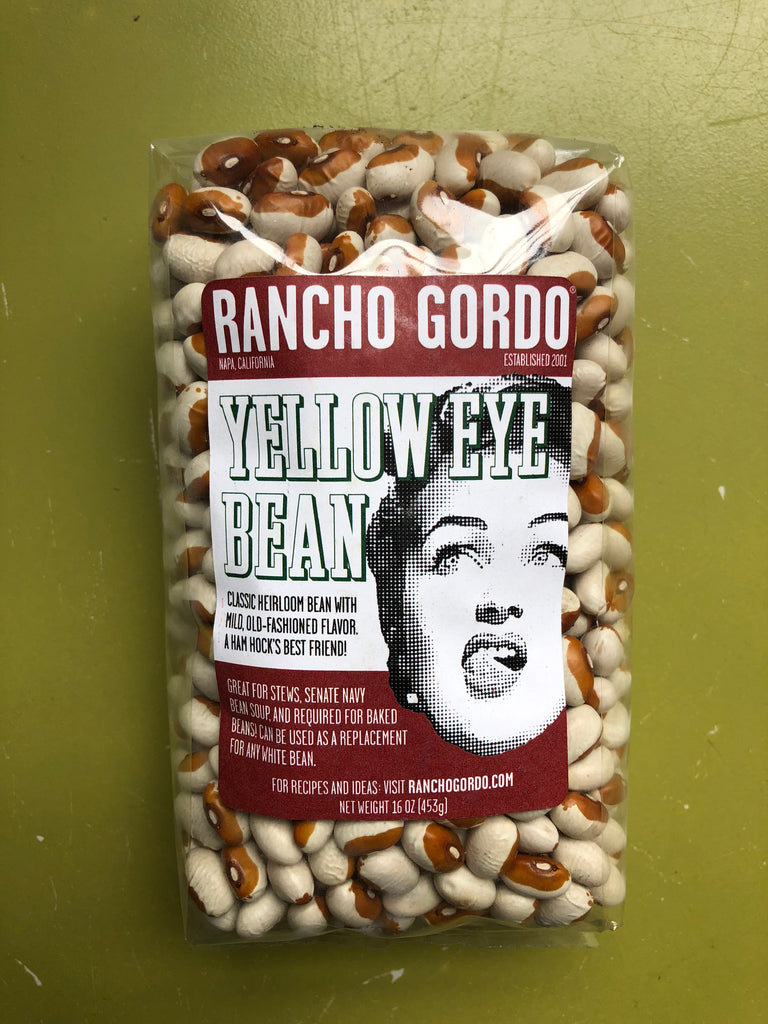 RANCHO GORDO®
NAPA, CALIFORNIA
ESTABLISHED 2001
YELLOW EYE
BEAN
CLASSIC HEIRLOOM BEAN WITH
MILD, OLD-FASHIONED FLAVOR.
A HAM HOCK'S BEST FRIEND!
GREAT FOR STEWS, SENATE NAVY
BEAN SOUP, AND REQUIRED FOR BAKED
BEANS! CAN BE USED AS A REPLACEMENT
FOR ANY WHITE BEAN.
FOR RECIPES AND IDEAS: VISIT RANCHOGORDO.COM
NET WEIGHT 16 OZ (453g)